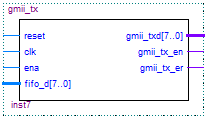 gmii_tx
reset gmii_txd[7..0]
clk gmii_tx_en
ena gmii_tx_er
fifo_d[7..0]
inst7